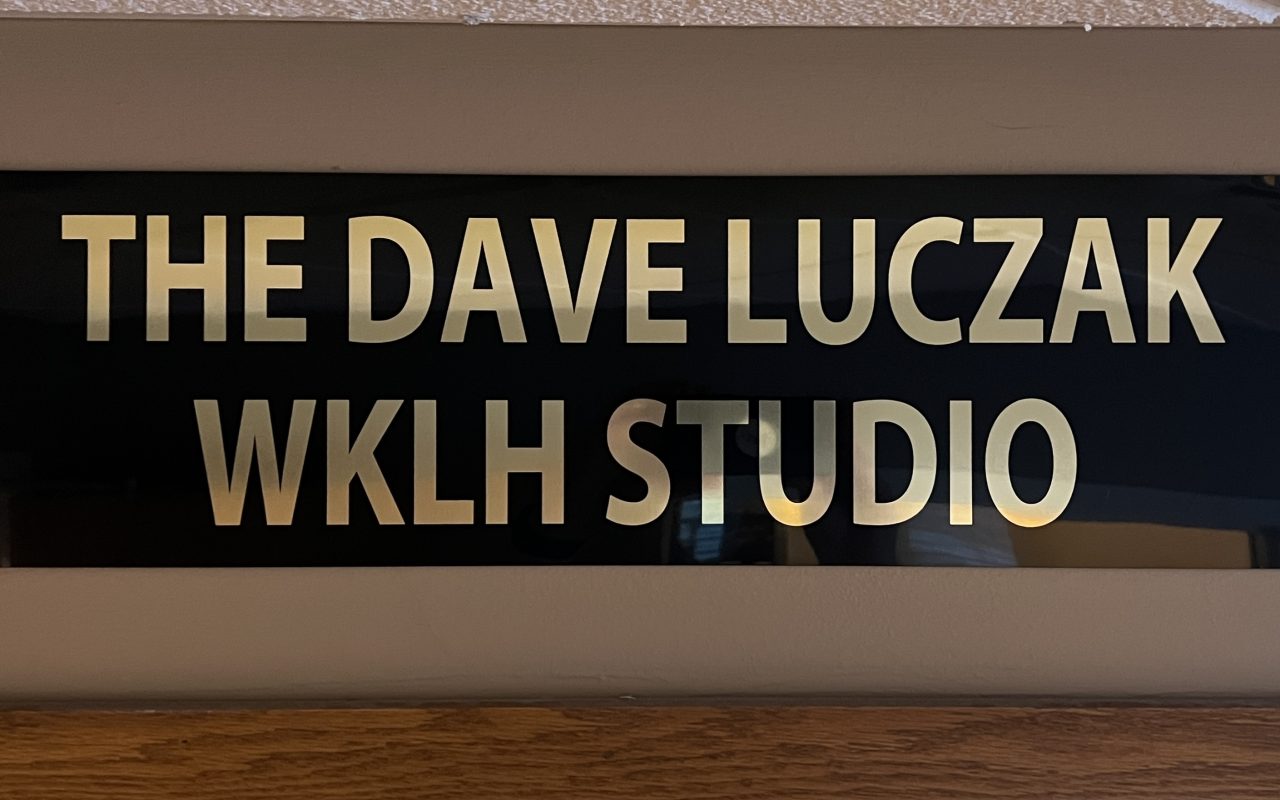 THE DAVE LUCZAK
WKLH STUDIO